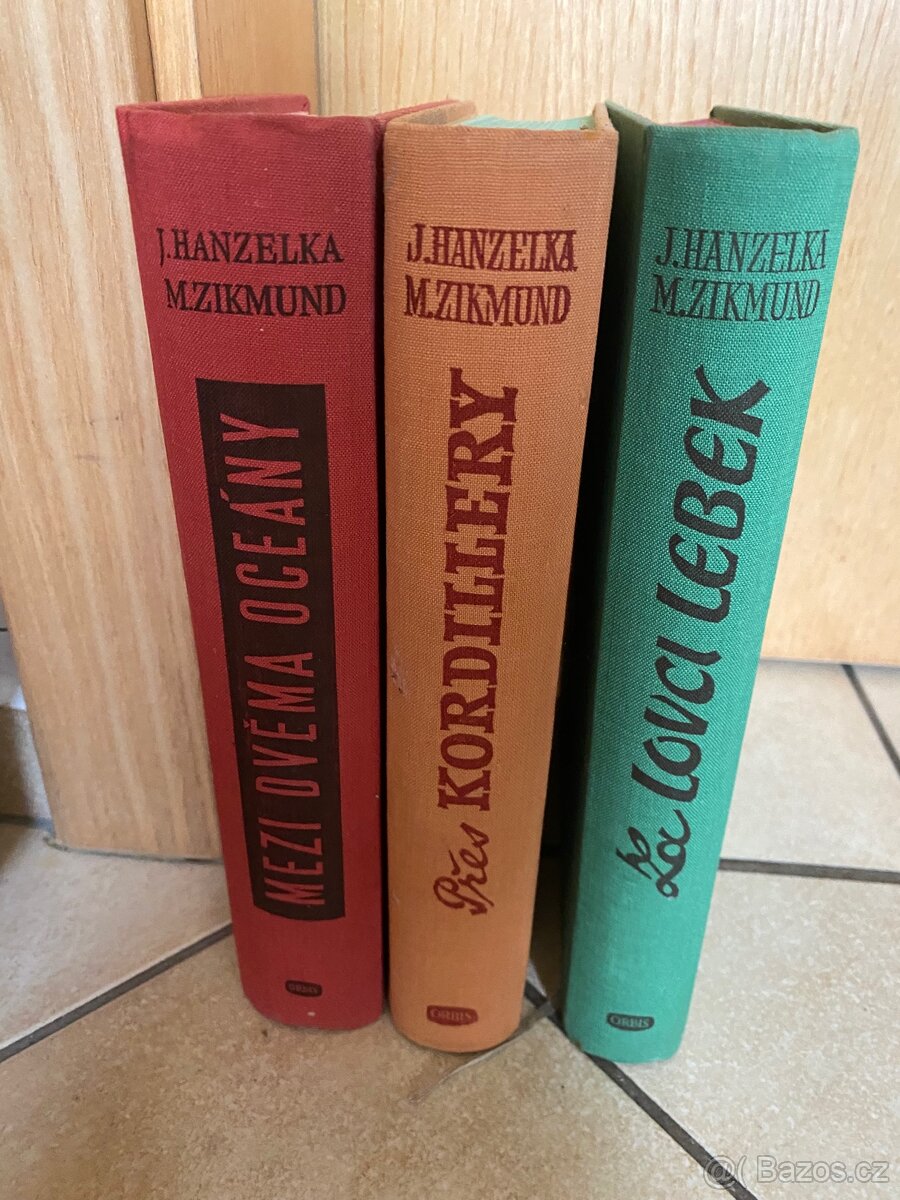 J. HANZELKA
M. ZIKMUND
MEZI DVĚMA OCEÁNY
ORBIS
J. HANZELKA
M. ZIKMUND
Přes KORDILLERY
ORBIS
J. HANZELKA
M. ZIKMUND
Za LOVCI LEBEK
ORBIS
@( Bazos.cz